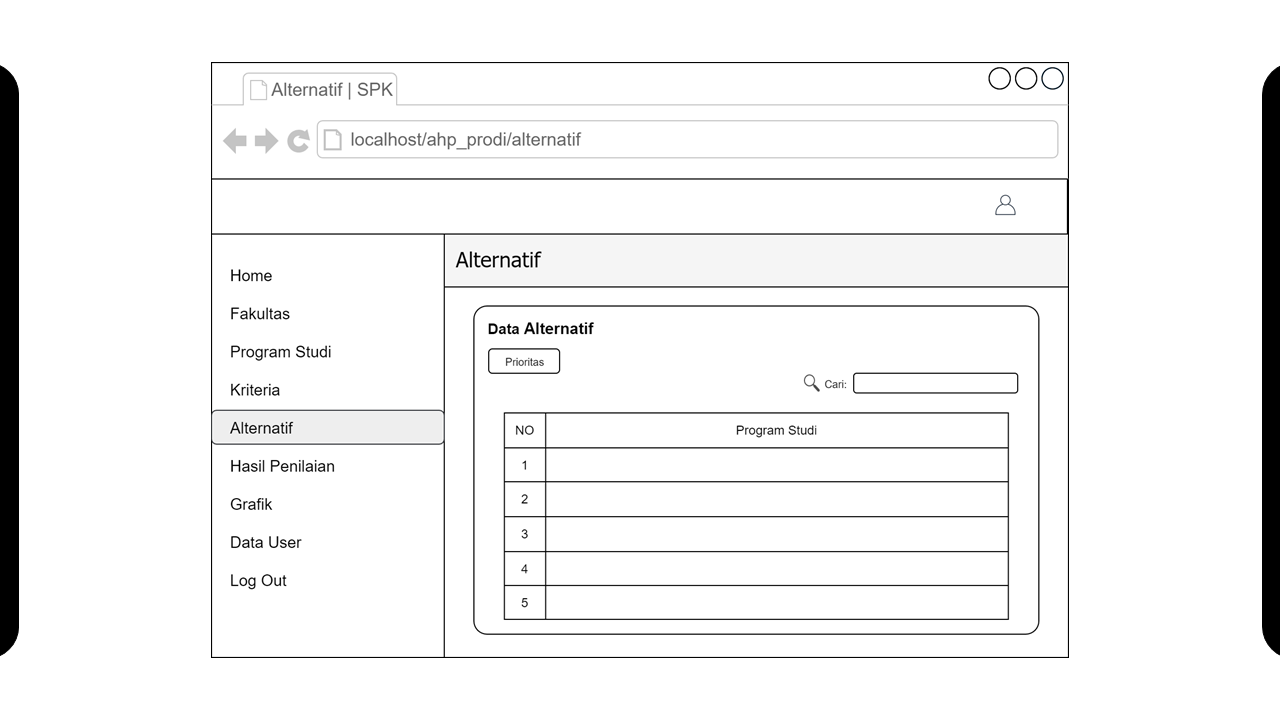 Alternatif | SPK
localhost/ahp_prodi/alternatif
Home
Fakultas
Program Studi
Kriteria
Alternatif
Hasil Penilaian
Grafik
Data User
Log Out
Alternatif
Data Alternatif
Prioritas
Cari:
NO Program Studi
1
2
3
4
5